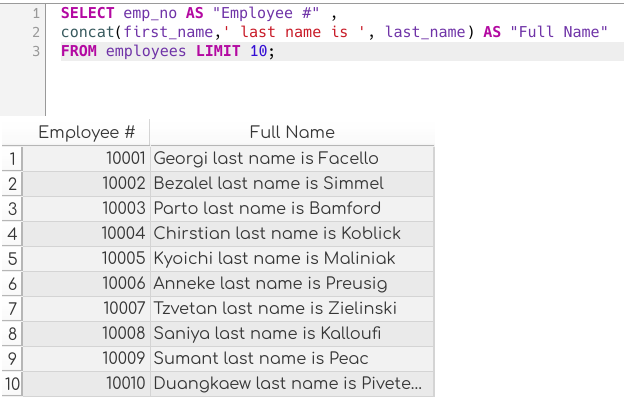 1 SELECT emp_no AS "Employee #" ,
2 concat(first_name,' last name is ', last_name) AS "Full Name"
3 FROM employees LIMIT 10;
Employee # Full Name
1 10001 Georgi last name is Facello
2 10002 Bezalel last name is Simmel
3 10003 Parto last name is Bamford
4 10004 Chirstian last name is Koblick
5 10005 Kyoichi last name is Maliniak
6 10006 Anneke last name is Preusig
7 10007 Tzvetan last name is Zielinski
8 10008 Saniya last name is Kalloufi
9 10009 Sumant last name is Peac
10 10010 Duangkaew last name is Pivete...